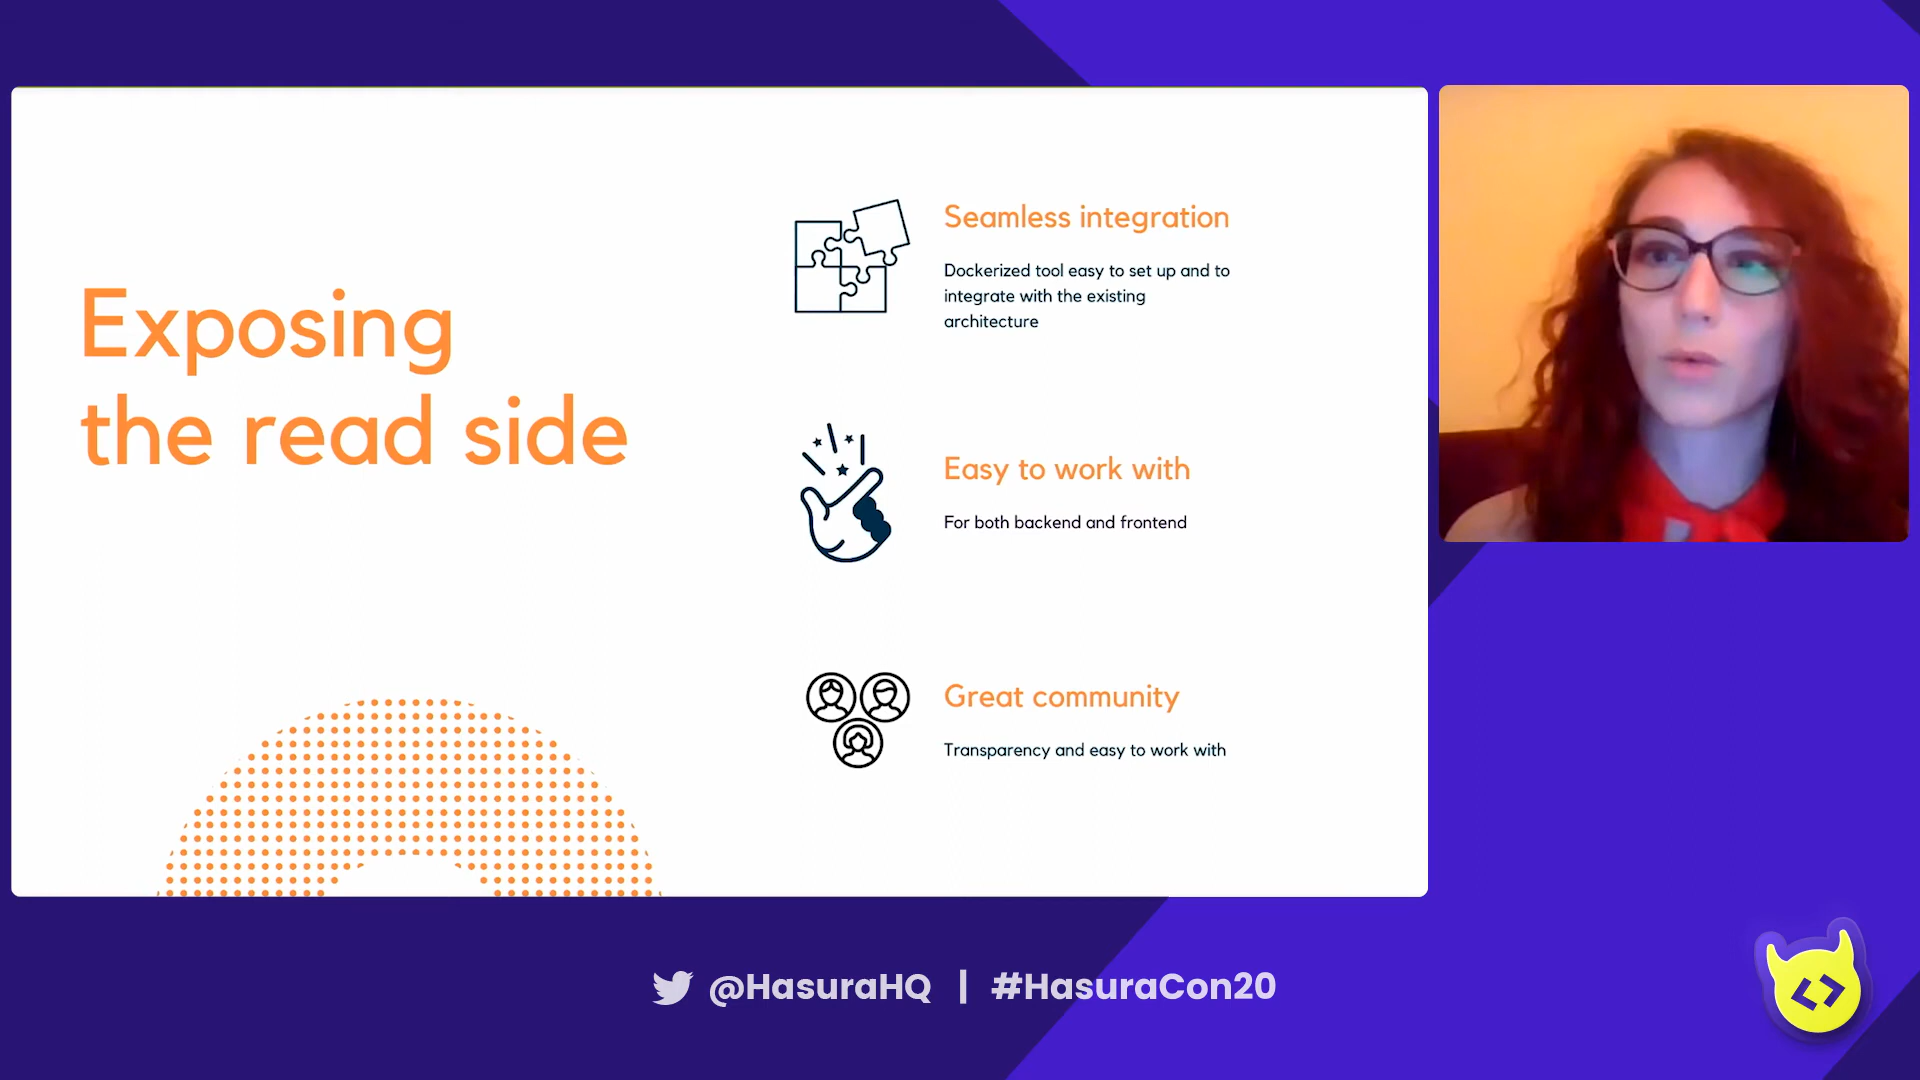 Exposing
the read side
Seamless integration
Dockerized tool easy to set up and to
integrate with the existing
architecture
Easy to work with
For both backend and frontend
Great community
Transparency and easy to work with
@HasuraHQ | #HasuraCon20